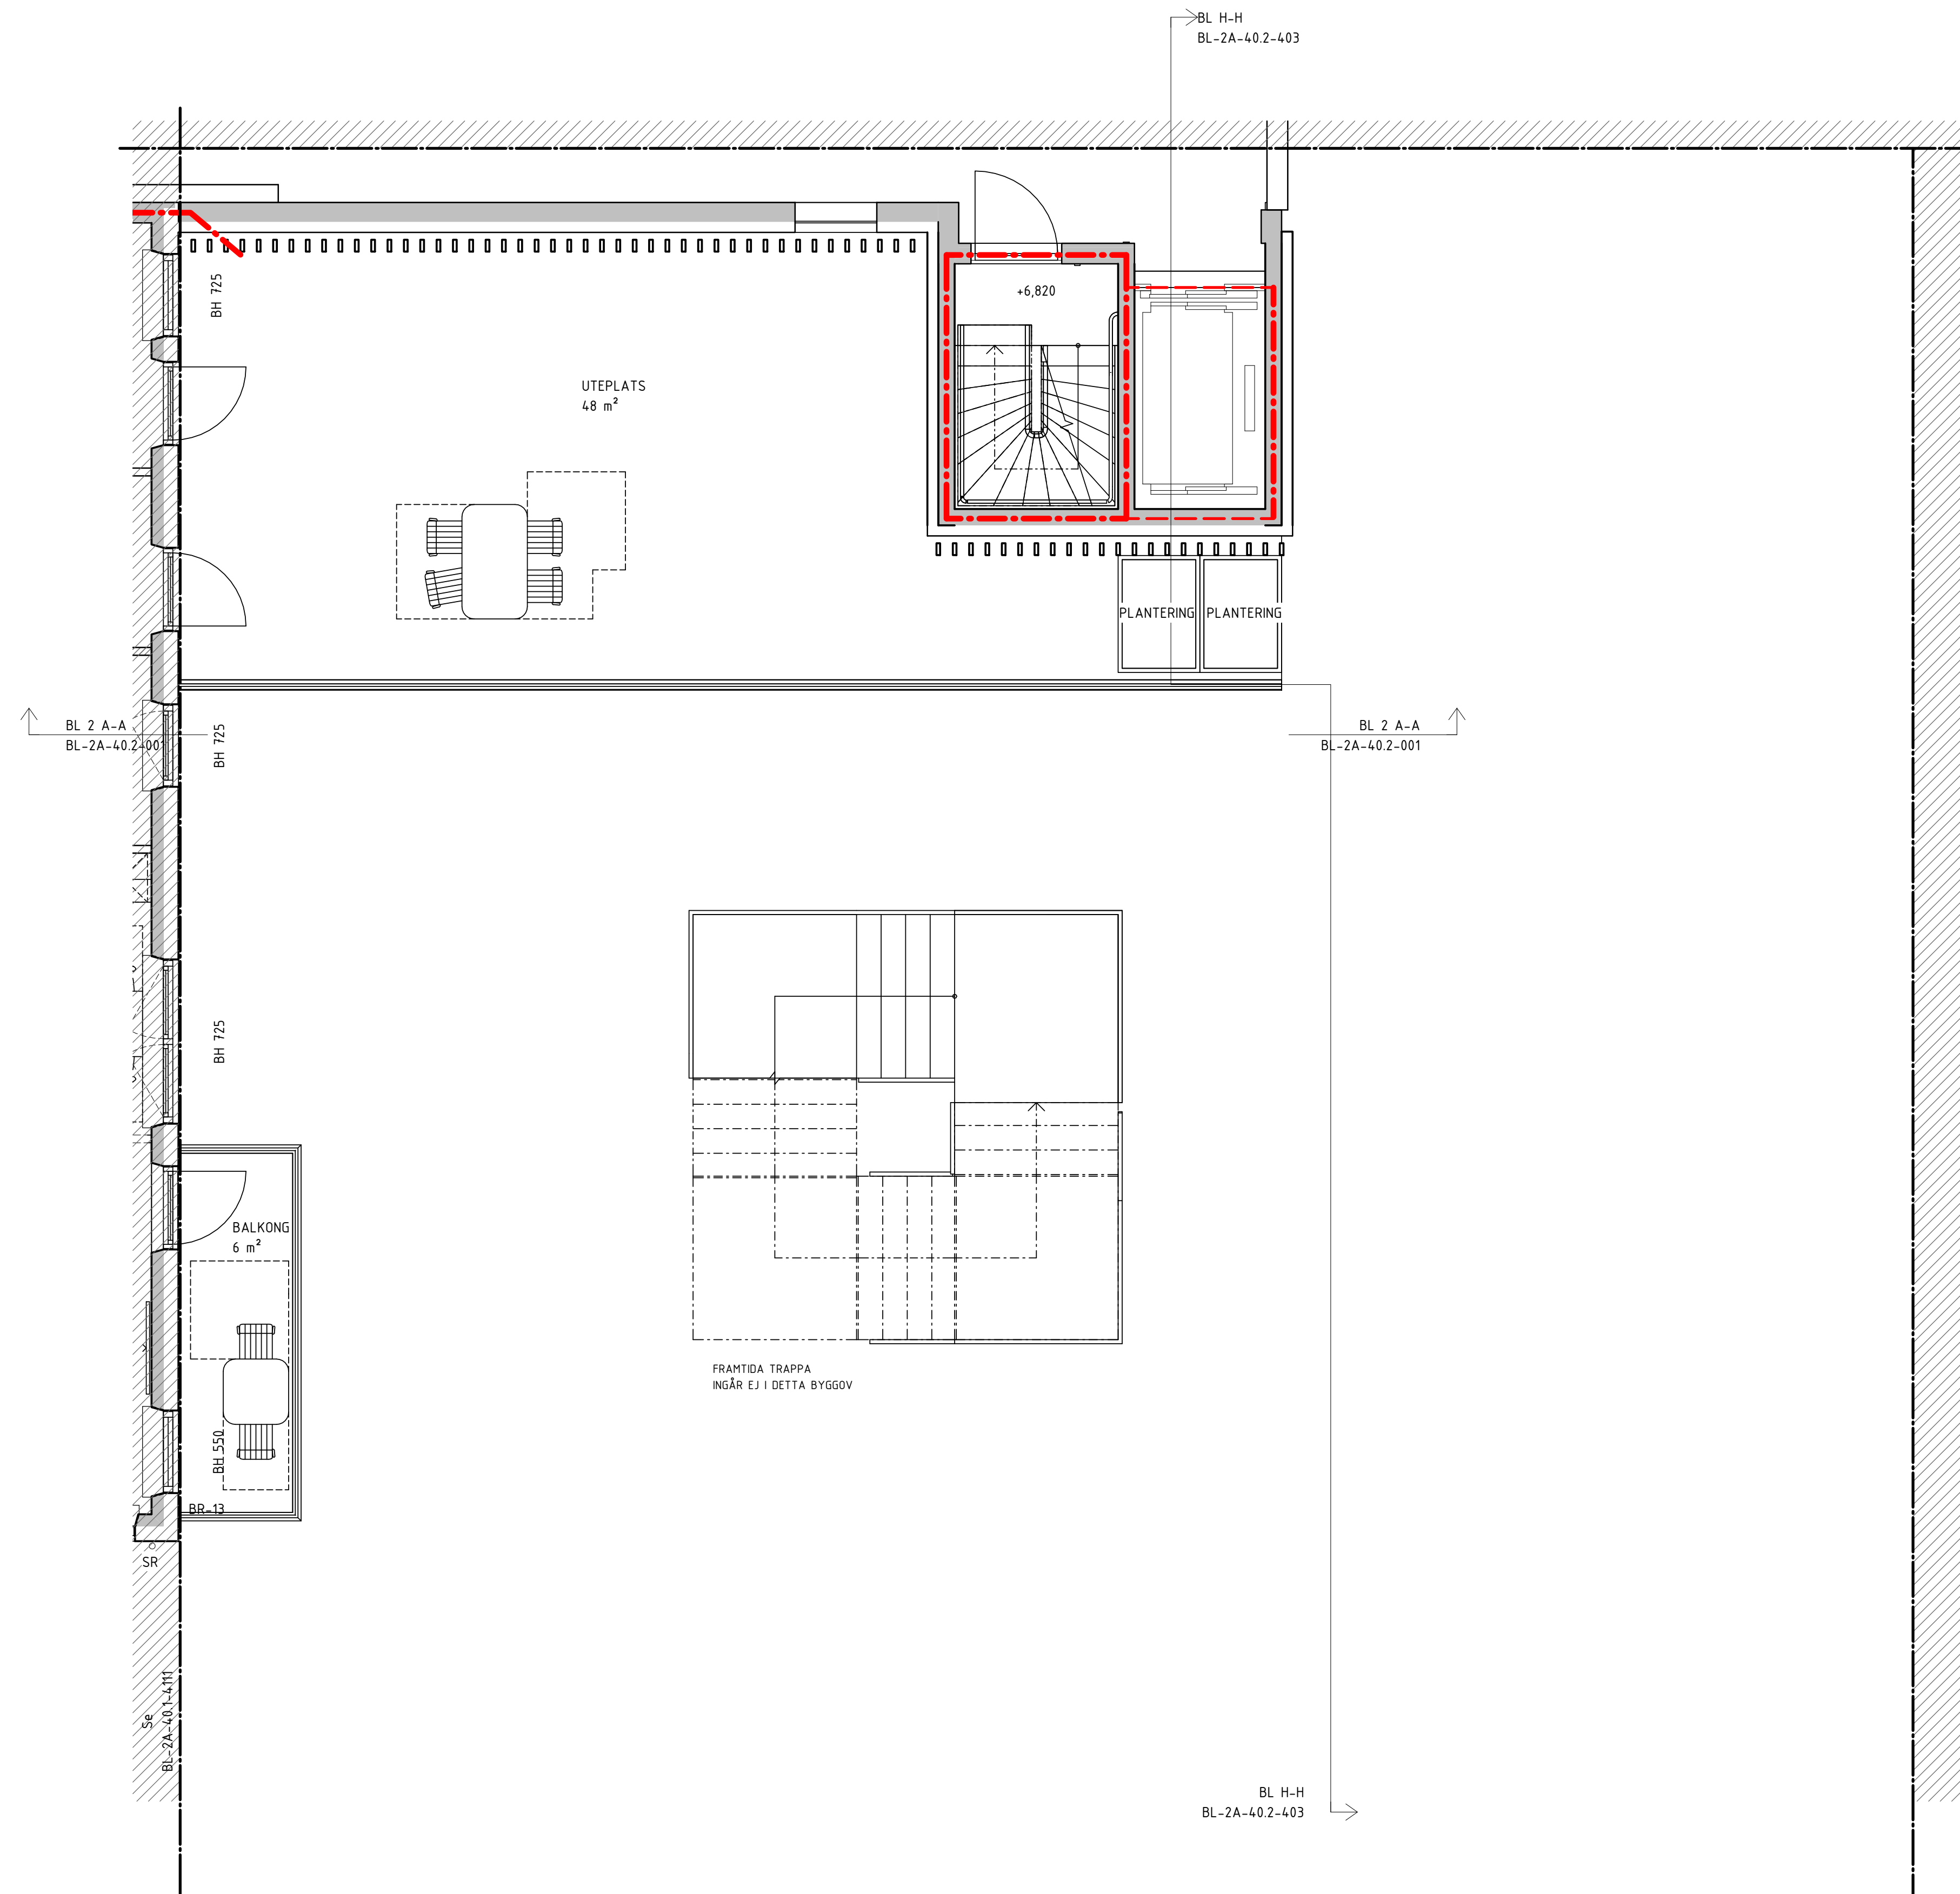 BL H-H
BL-2A-40.2-403
BH 725
+6,820
UTEPLATS
48 m²
PLANTERING
PLANTERING
BL 2 A-A
BL-2A-40.2-001
BH 725
BL 2 A-A
BL-2A-40.2-001
BH 725
BALKONG
6 m²
FRAMTIDA TRAPPA
INGÅR EJ I DETTA BYGGOV
BH 550
BR-13
SR
Se
BL-2A-40.1-4111
BL H-H
BL-2A-40.2-403